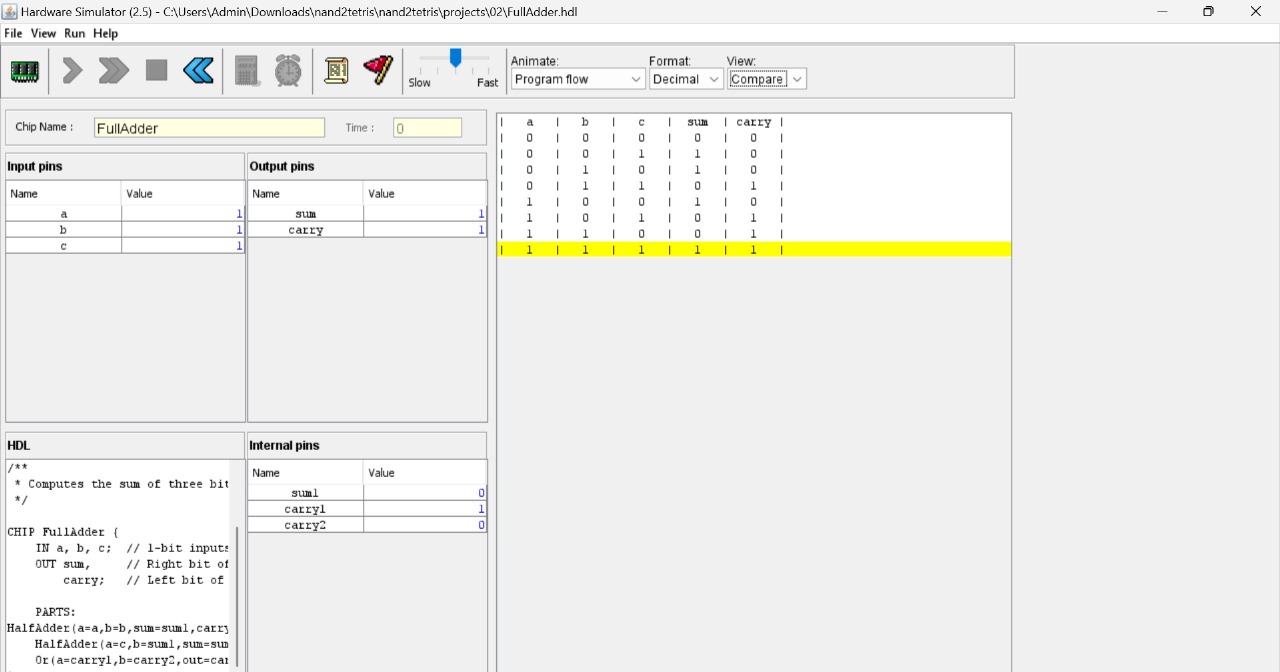 Hardware Simulator (2.5) - C:\Users\Admin\Downloads\nand2tetris\nand2tetris\projects\02\FullAdder.hdl
File View Run Help
Slow Fast
Animate: Format: View:
Program flow Decimal Compare
Chip Name : FullAdder Time : 0
Input pins
Name Value
a 1
b 1
c 1
Output pins
Name Value
sum 1
carry 1
| a | b | c | sum | carry |
| 0 | 0 | 0 | 0 | 0 |
| 0 | 0 | 1 | 1 | 0 |
| 0 | 1 | 0 | 1 | 0 |
| 0 | 1 | 1 | 0 | 1 |
| 1 | 0 | 0 | 1 | 0 |
| 1 | 0 | 1 | 0 | 1 |
| 1 | 1 | 0 | 0 | 1 |
| 1 | 1 | 1 | 1 | 1 |
HDL
/**
* Computes the sum of three bit
*/
CHIP FullAdder {
IN a, b, c; // 1-bit inputs
OUT sum, // Right bit of
carry; // Left bit of
PARTS:
HalfAdder(a=a,b=b,sum=sum1,carry
HalfAdder(a=c,b=sum1,sum=sum
Or(a=carry1,b=carry2,out=car
Internal pins
Name Value
sum1 0
carry1 1
carry2 0